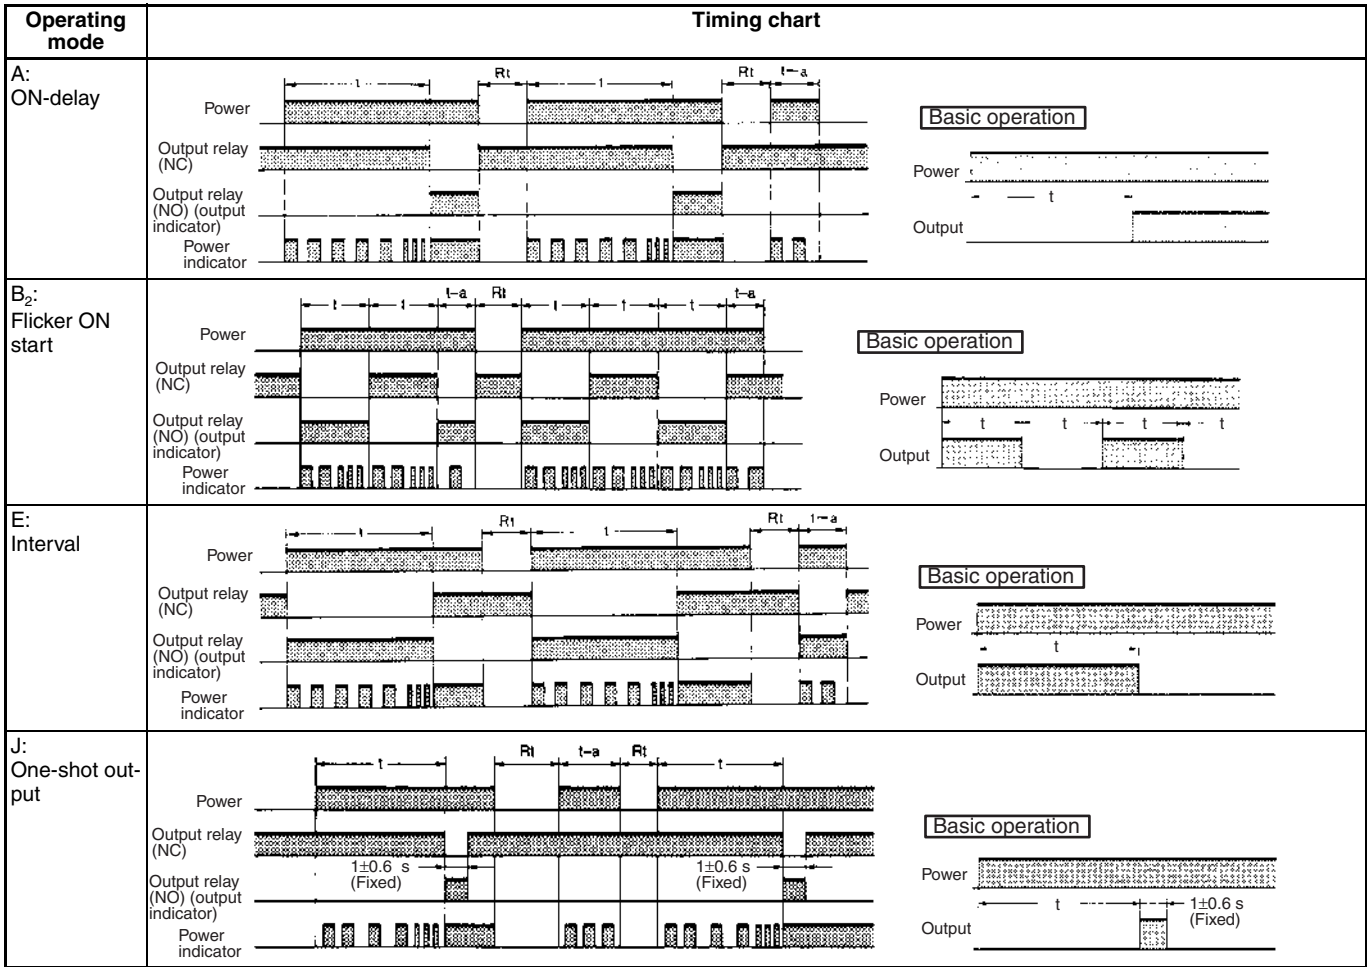 Operating
mode
Timing chart
A:
ON-delay
t
Rt
t
Rt
t-a
Power
Output relay
(NC)
Output relay
(NO) (output
indicator)
Power
indicator
Basic operation
Power
t
Output
B2:
Flicker ON
start
t
t
t-a
Rt
t
t
t
t-a
Power
Output relay
(NC)
Output relay
(NO) (output
indicator)
Power
indicator
Basic operation
Power
t
t
t
t
Output
E:
Interval
t
Rt
t
Rt
t-a
Power
Output relay
(NC)
Output relay
(NO) (output
indicator)
Power
indicator
Basic operation
Power
t
Output
J:
One-shot out-
put
t
Rt
t-a
Rt
t
Power
Output relay
(NC)
1±0.6 s
(Fixed)
1±0.6 s
(Fixed)
Output relay
(NO) (output
indicator)
Power
indicator
Basic operation
Power
t
1±0.6 s
(Fixed)
Output